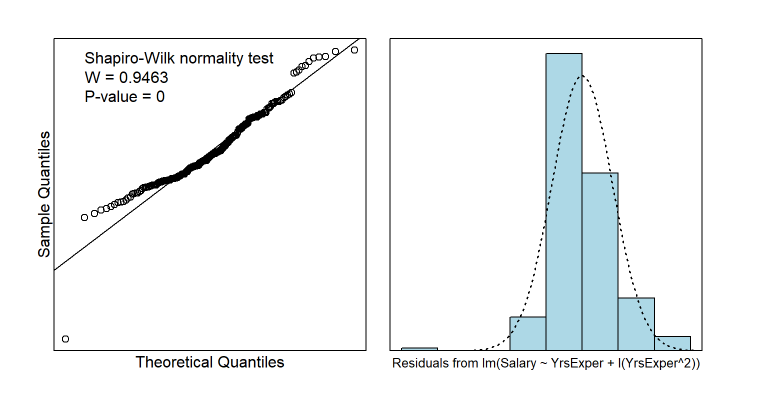 Shapiro-Wilk normality test
W = 0.9463
P-value = 0
Sample Quantiles
Theoretical Quantiles
Residuals from lm(Salary ~ YrsExper + I(YrsExper^2))